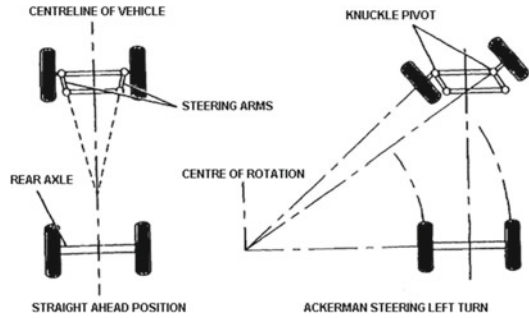 CENTRELINE OF VEHICLE
KNUCKLE PIVOT
STEERING ARMS
REAR AXLE
CENTRE OF ROTATION
STRAIGHT AHEAD POSITION
ACKERMAN STEERING LEFT TURN